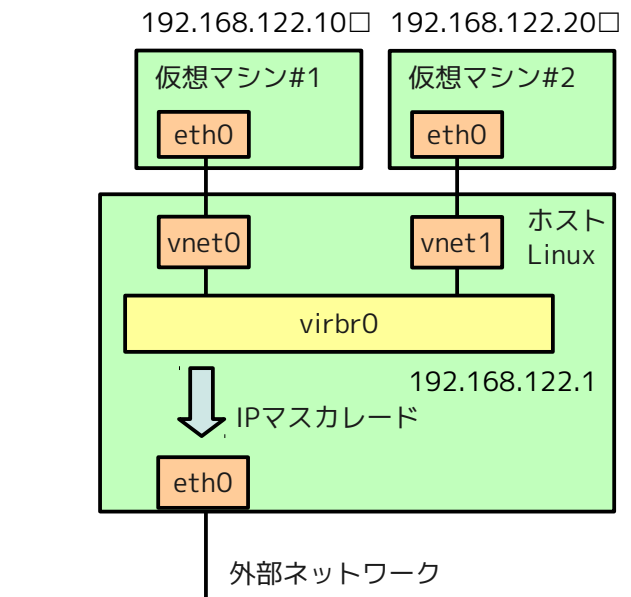 192.168.122.10□ 192.168.122.20□
仮想マシン#1 仮想マシン#2
eth0 eth0
ホスト
vnet0 vnet1
Linux
virbr0
192.168.122.1
IPマスカレード
eth0
外部ネットワーク